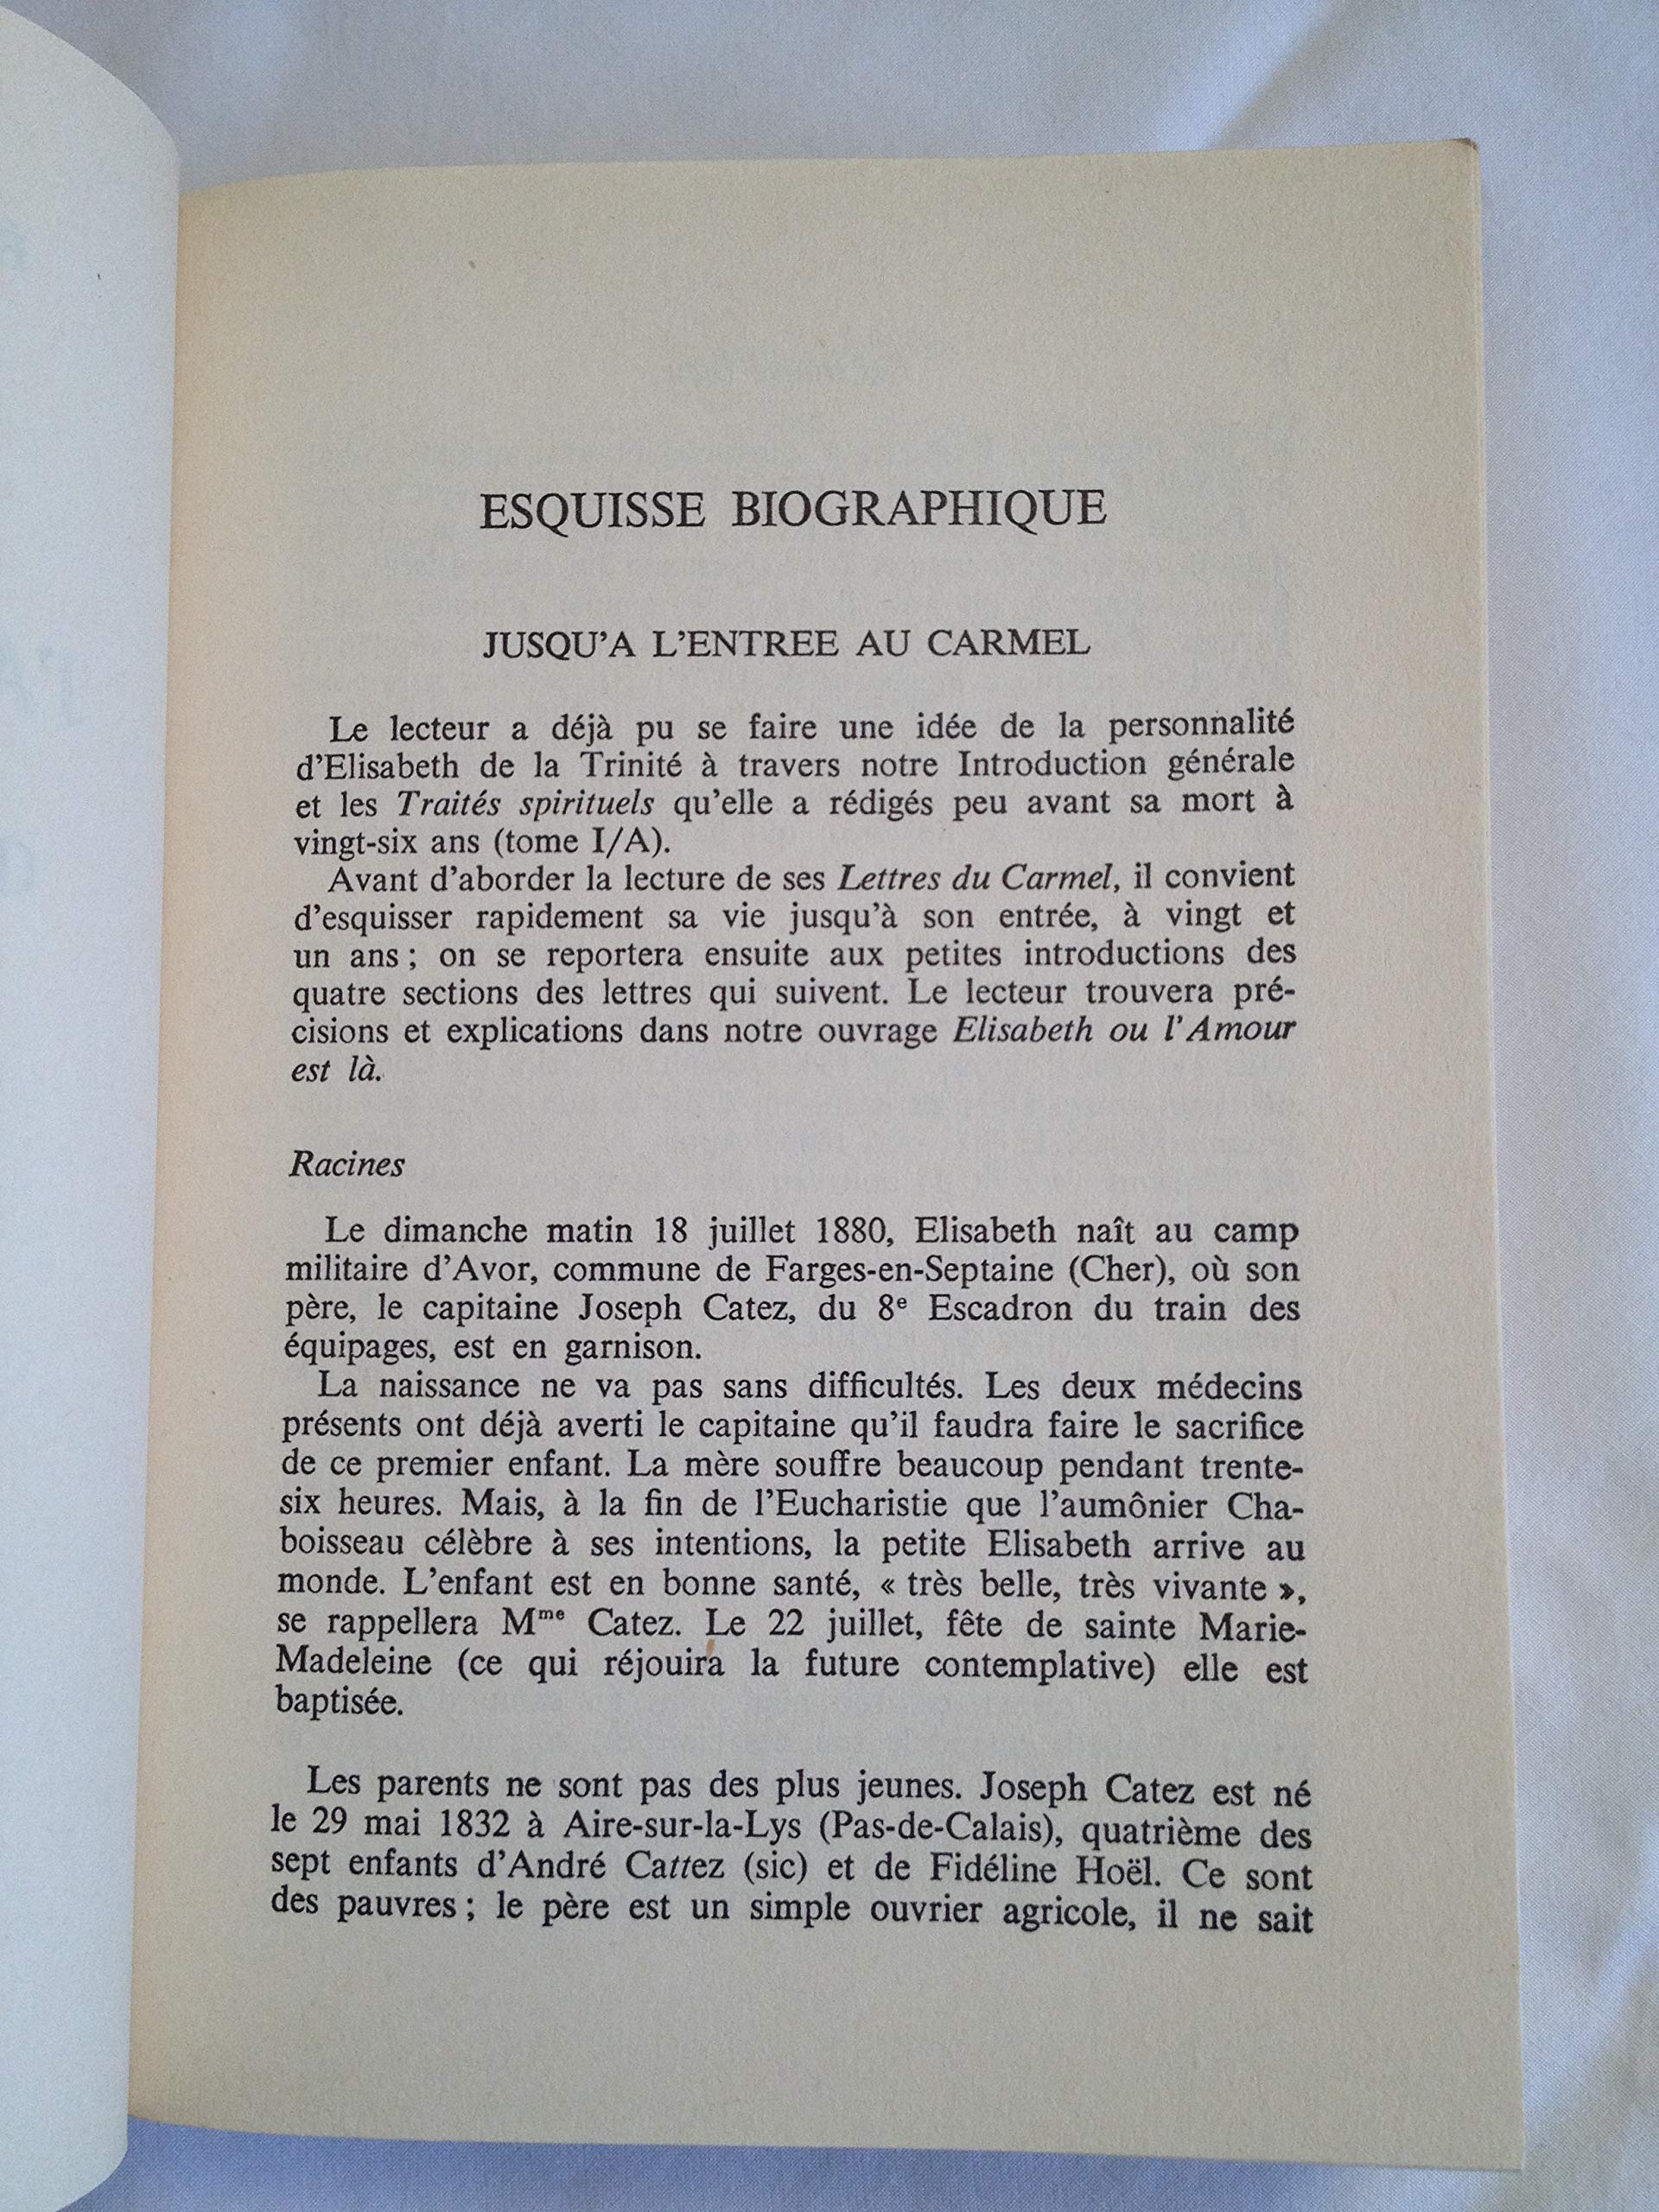 ESQUISSE BIOGRAPHIQUE
JUSQU'A L'ENTREE AU CARMEL
Le lecteur a déjà pu se faire une idée de la personnalité
d'Elisabeth de la Trinité à travers notre Introduction générale
et les Traités spirituels qu'elle a rédigés peu avant sa mort à
vingt-six ans (tome I/A).
Avant d'aborder la lecture de ses Lettres du Carmel, il convient
d'esquisser rapidement sa vie jusqu'à son entrée, à vingt et
un ans ; on se reportera ensuite aux petites introductions des
quatre sections des lettres qui suivent. Le lecteur trouvera pré-
cisions et explications dans notre ouvrage Elisabeth ou l'Amour
est là.
Racines
Le dimanche matin 18 juillet 1880, Elisabeth naît au camp
militaire d'Avor, commune de Farges-en-Septaine (Cher), où son
père, le capitaine Joseph Catez, du 8e Escadron du train des
équipages, est en garnison.
La naissance ne va pas sans difficultés. Les deux médecins
présents ont déjà averti le capitaine qu'il faudra faire le sacrifice
de ce premier enfant. La mère souffre beaucoup pendant trente-
six heures. Mais, à la fin de l'Eucharistie que l'aumônier Cha-
boisseau célèbre à ses intentions, la petite Elisabeth arrive au
monde. L'enfant est en bonne santé, « très belle, très vivante »,
se rappellera Mme Catez. Le 22 juillet, fête de sainte Marie-
Madeleine (ce qui réjouira la future contemplative) elle est
baptisée.
Les parents ne sont pas des plus jeunes. Joseph Catez est né
le 29 mai 1832 à Aire-sur-la-Lys (Pas-de-Calais), quatrième des
sept enfants d'André Cattez (sic) et de Fidéline Hoël. Ce sont
des pauvres ; le père est un simple ouvrier agricole, il ne sait